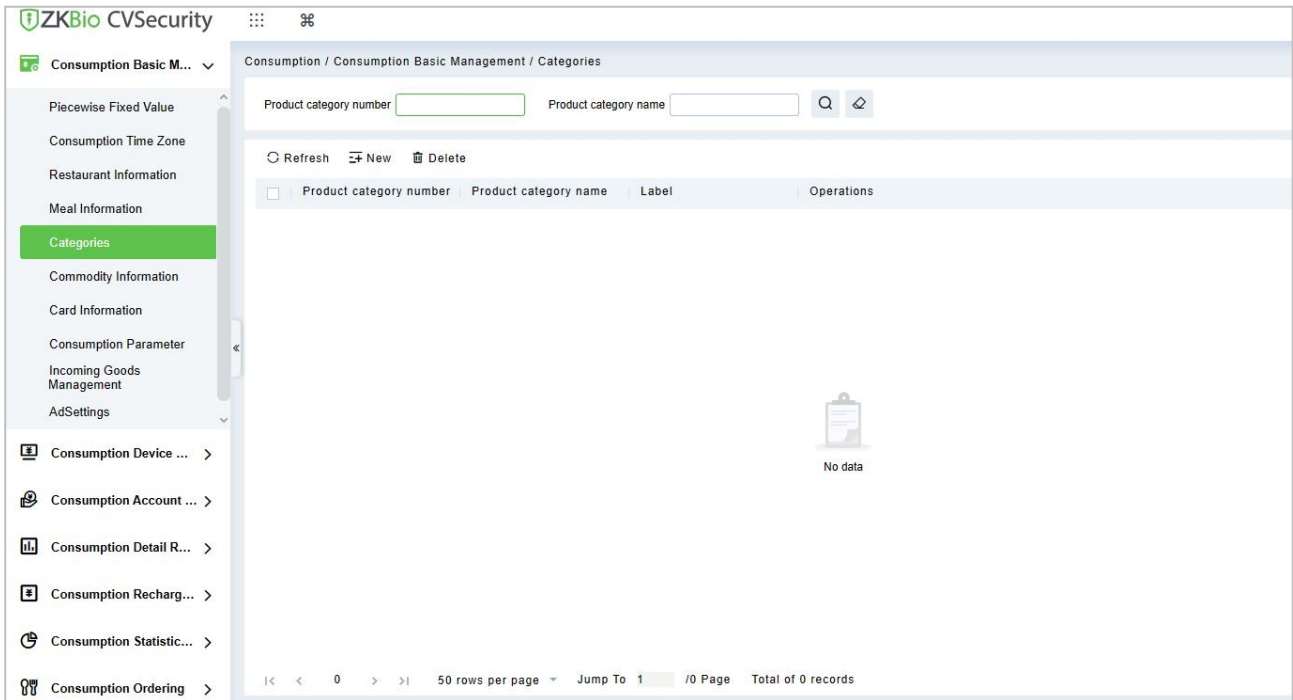 ZKBio CVSecurity
Consumption Basic M...
Piecewise Fixed Value
Consumption Time Zone
Restaurant Information
Meal Information
Categories
Commodity Information
Card Information
Consumption Parameter
Incoming Goods
Management
AdSettings
Consumption Device ...
Consumption Account ...
Consumption Detail R...
Consumption Recharg...
Consumption Statistic...
Consumption Ordering
Consumption / Consumption Basic Management / Categories
Product category number Product category name
Refresh New Delete
Product category number Product category name Label Operations
No data
0 50 rows per page Jump To 1 /0 Page Total of 0 records